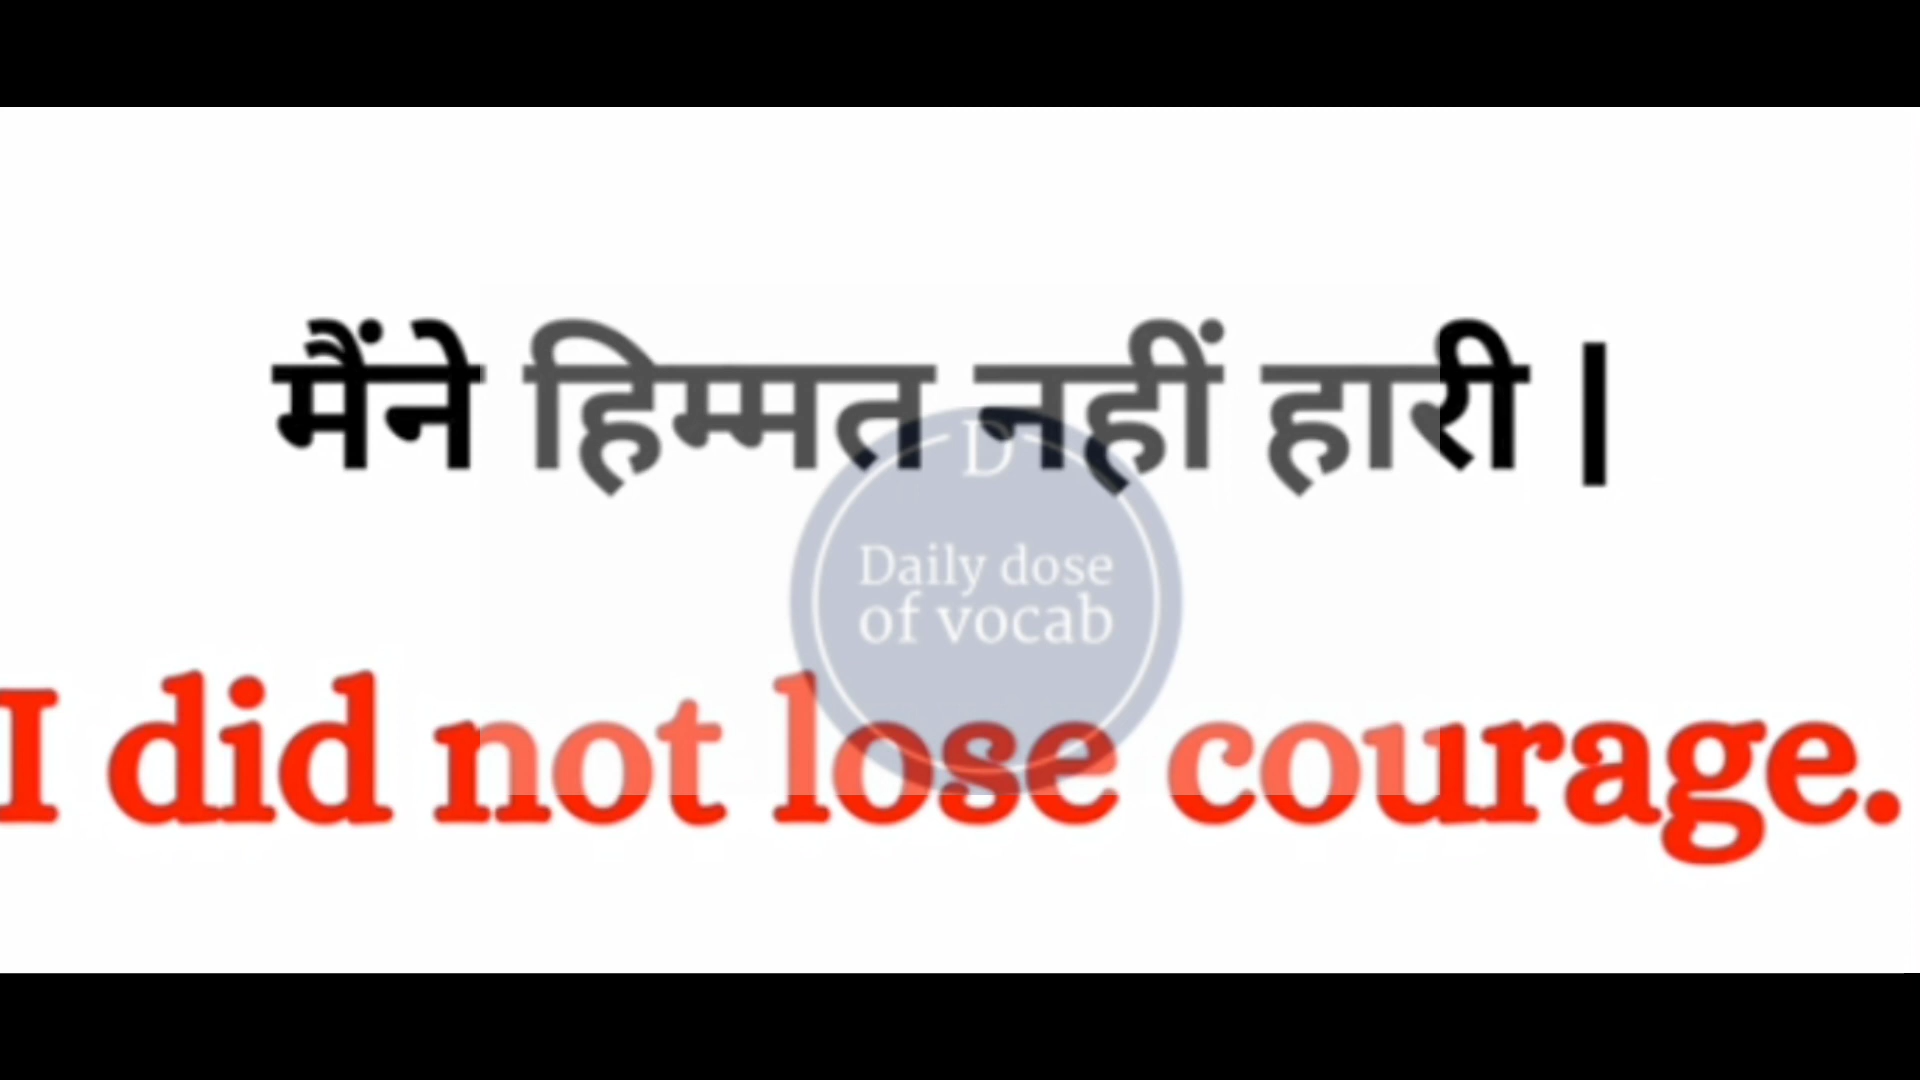 मैंने हिम्मत नहीं हारी |
D
Daily dose
of vocab
I did not lose courage.